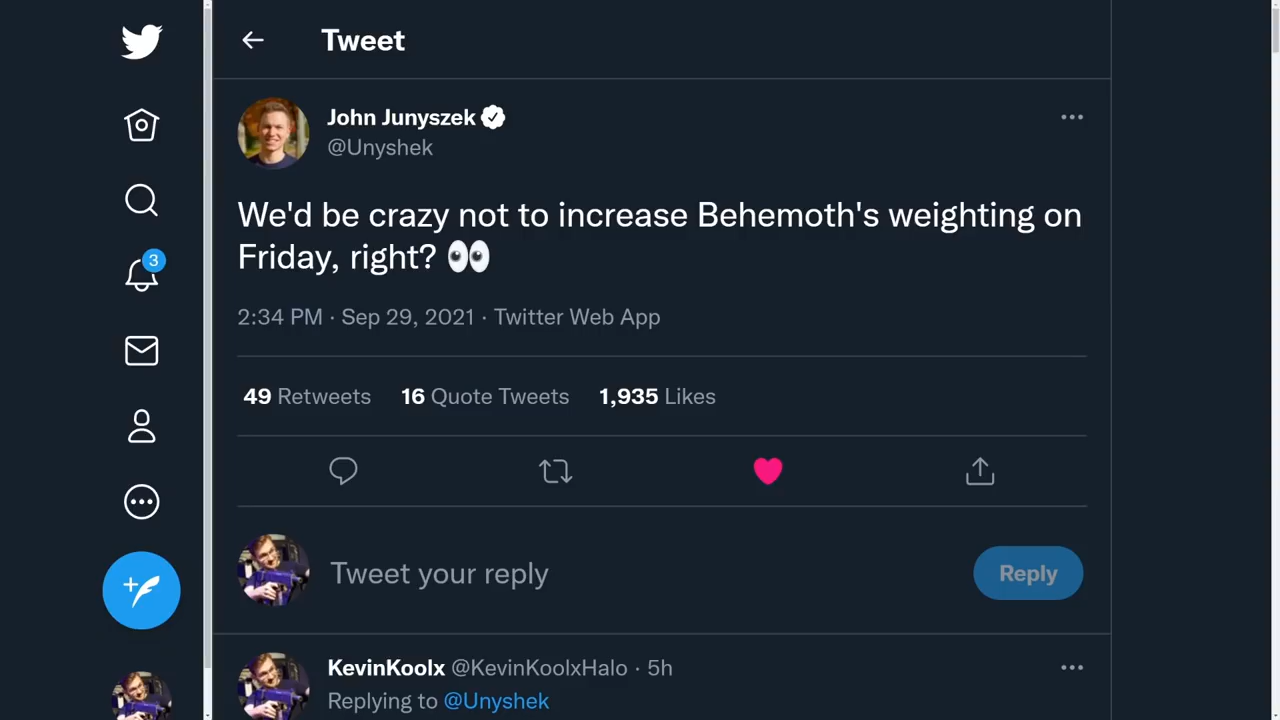 Tweet
John Junyszek
@Unyshek
We'd be crazy not to increase Behemoth's weighting on
Friday, right? 👀
2:34 PM · Sep 29, 2021 · Twitter Web App
49 Retweets 16 Quote Tweets 1,935 Likes
3
Tweet your reply
Reply
KevinKoolx @KevinKoolxHalo · 5h
Replying to @Unyshek